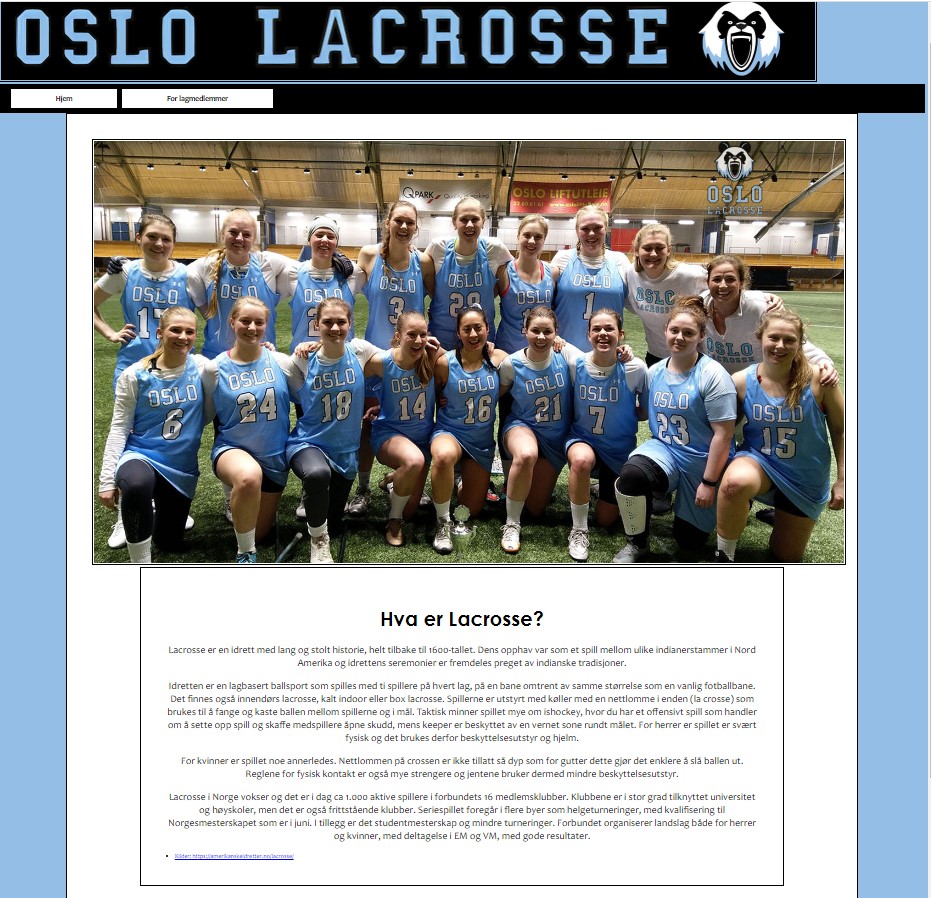 OSLO LACROSSE
Hjem
For lagmedlemmer
OSLO
LACROSSE
QPARK
OSLO LIFTUTLEIE
OSLO
OSLO
OSLO
3
OSLO
OSLO
1
OSLO
LACROSSE
OSLO
LACROSSE
OSLO
6
OSLO
24
OSLO
18
OSLO
14
OSLO
16
OSLO
21
OSLO
7
OSLO
23
OSLO
15
Hva er Lacrosse?
Lacrosse er en idrett med lang og stolt historie, helt tilbake til 1600-tallet. Dens opphav var som et spill mellom ulike indianerstammer i Nord
Amerika og idrettens seremonier er fremdeles preget av indianske tradisjoner.
Idretten er en lagbasert ballsport som spilles med ti spillere på hvert lag, på en bane omtrent av samme størrelse som en vanlig fotballbane.
Det finnes også innendørs lacrosse, kalt indoor eller box lacrosse. Spillerne er utstyrt med køller med en nettlomme i enden (la crosse) som
brukes til å fange og kaste ballen mellom spillerne og i mål. Taktisk minner spillet mye om ishockey, hvor du har et offensivt spill som handler
om å sette opp spill og skaffe medspillere åpne skudd, mens keeper er beskyttet av en vernet sone rundt målet. For herrer er spillet er svært
fysisk og det brukes derfor beskyttelsesutstyr og hjelm.
For kvinner er spillet noe annerledes. Nettlommen på crossen er ikke tillatt så dyp som for gutter dette gjør det enklere å slå ballen ut.
Reglene for fysisk kontakt er også mye strengere og jentene bruker dermed mindre beskyttelsesutstyr.
Lacrosse i Norge vokser og det er i dag ca 1.000 aktive spillere i forbundets 16 medlemsklubber. Klubbene er i stor grad tilknyttet universitet
og høyskoler, men det er også frittstående klubber. Seriespillet foregår i flere byer som helgeturneringer, med kvalifisering til
Norgesmesterskapet som er i juni. I tillegg er det studentmesterskap og mindre turneringer. Forbundet organiserer landslag både for herrer
og kvinner, med deltagelse i EM og VM, med gode resultater.
Kilder: https://amerikanskeidretter.no/lacrosse/